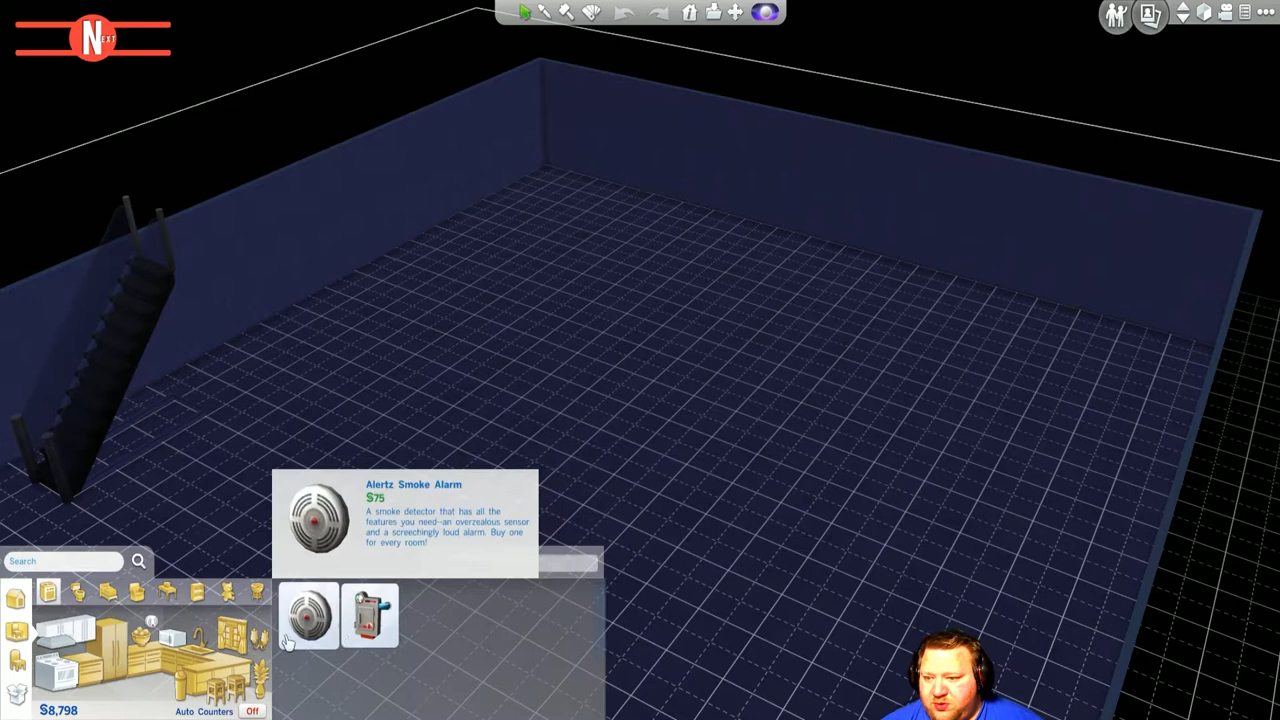 NEXT
Alertz Smoke Alarm
§75
A smoke detector that has all the
features you need--an overzealous sensor
and a screechingly loud alarm. Buy one
for every room!
Search
§8,798
Auto Counters Off